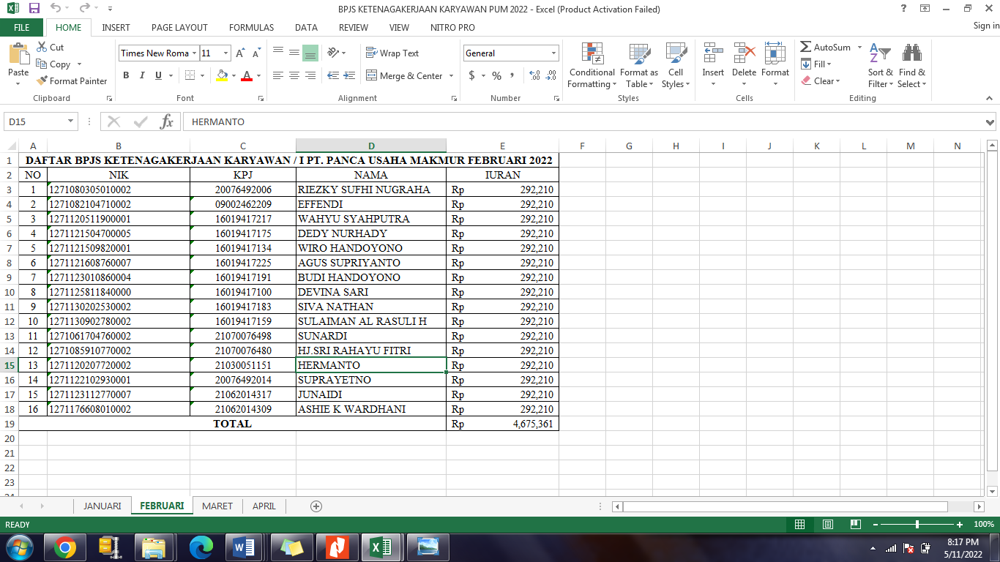 BPJS KETENAGAKERJAAN KARYAWAN PUM 2022 - Excel (Product Activation Failed)
FILE HOME INSERT PAGE LAYOUT FORMULAS DATA REVIEW VIEW NITRO PRO Sign in
Paste Cut Copy Format Painter
Times New Roma 11
B I U
Wrap Text
Merge & Center
General
$ % ,
Conditional Formatting Format as Table Cell Styles
Insert Delete Format
AutoSum Fill Clear
Sort & Filter Find & Select
Clipboard Font Alignment Number Styles Cells Editing
D15 fx HERMANTO
A B C D E F G H I J K L M N
1 DAFTAR BPJS KETENAGAKERJAAN KARYAWAN / I PT. PANCA USAHA MAKMUR FEBRUARI 2022
2 NO NIK KPJ NAMA IURAN
3 1 1271080305010002 20076492006 RIEZKY SUFHI NUGRAHA Rp 292,210
4 2 1271082104710002 09002462209 EFFENDI Rp 292,210
5 3 1271120511900001 16019417217 WAHYU SYAHPUTRA Rp 292,210
6 4 1271121504700005 16019417175 DEDY NURHADY Rp 292,210
7 5 1271121509820001 16019417134 WIRO HANDOYONO Rp 292,210
8 6 1271121608760007 16019417225 AGUS SUPRIYANTO Rp 292,210
9 7 1271123010860004 16019417191 BUDI HANDOYONO Rp 292,210
10 8 1271125811840000 16019417100 DEVINA SARI Rp 292,210
11 9 1271130202530002 16019417183 SIVA NATHAN Rp 292,210
12 10 1271130902780002 16019417159 SULAIMAN AL RASULI H Rp 292,210
13 11 1271061704760002 21070076498 SUNARDI Rp 292,210
14 12 1271085910770002 21070076480 HJ.SRI RAHAYU FITRI Rp 292,210
15 13 1271120207720002 21030051151 HERMANTO Rp 292,210
16 14 1271122102930001 20076492014 SUPRAYETNO Rp 292,210
17 15 1271123112770007 21062014317 JUNAIDI Rp 292,210
18 16 1271176608010002 21062014309 ASHIE K WARDHANI Rp 292,210
19 TOTAL Rp 4,675,361
20
21
22
23
JANUARI FEBRUARI MARET APRIL
READY 100%
8:17 PM
5/11/2022